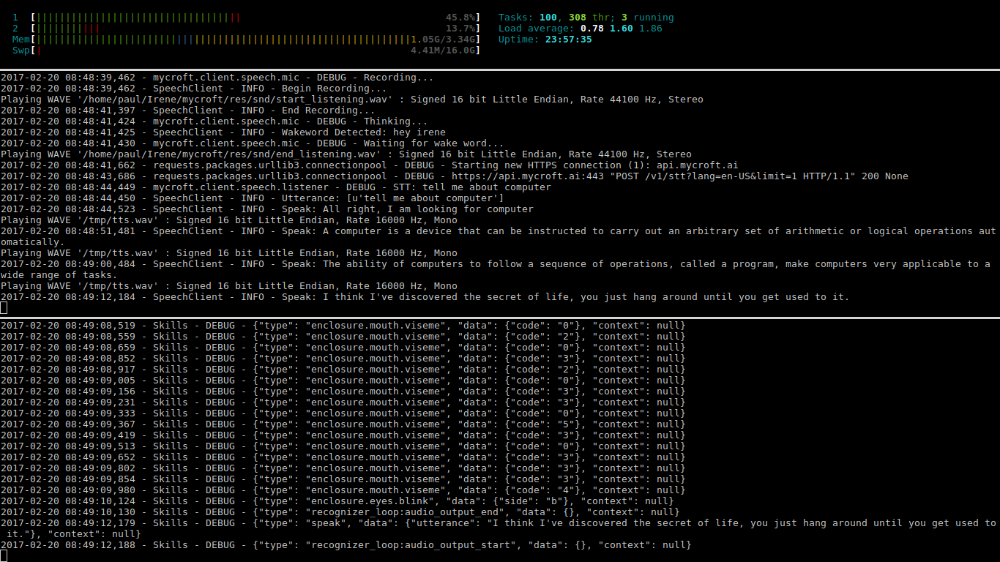 1 [||||||||||||||||||||||||||||||||||| 45.8%] Tasks: 100, 308 thr; 3 running
2 [||||||||||| 13.7%] Load average: 0.78 1.60 1.86
Mem[||||||||||||||||||||||||||||||||||||||||||||||||||||||||||||||||1.05G/3.34G] Uptime: 23:57:35
Swp[| 4.41M/16.0G]
2017-02-20 08:48:39,462 - mycroft.client.speech.mic - DEBUG - Recording...
2017-02-20 08:48:39,462 - SpeechClient - INFO - Begin Recording...
Playing WAVE '/home/paul/Irene/mycroft/res/snd/start_listening.wav' : Signed 16 bit Little Endian, Rate 44100 Hz, Stereo
2017-02-20 08:48:41,397 - SpeechClient - INFO - End Recording...
2017-02-20 08:48:41,424 - mycroft.client.speech.mic - DEBUG - Thinking...
2017-02-20 08:48:41,425 - SpeechClient - INFO - Wakeword Detected: hey irene
2017-02-20 08:48:41,430 - mycroft.client.speech.mic - DEBUG - Waiting for wake word...
Playing WAVE '/home/paul/Irene/mycroft/res/snd/end_listening.wav' : Signed 16 bit Little Endian, Rate 44100 Hz, Stereo
2017-02-20 08:48:41,662 - requests.packages.urllib3.connectionpool - DEBUG - Starting new HTTPS connection (1): api.mycroft.ai
2017-02-20 08:48:43,686 - requests.packages.urllib3.connectionpool - DEBUG - https://api.mycroft.ai:443 "POST /v1/stt?lang=en-US&limit=1 HTTP/1.1" 200 None
2017-02-20 08:48:44,449 - mycroft.client.speech.listener - DEBUG - STT: tell me about computer
2017-02-20 08:48:44,450 - SpeechClient - INFO - Utterance: [u'tell me about computer']
2017-02-20 08:48:44,523 - SpeechClient - INFO - Speak: All right, I am looking for computer
Playing WAVE '/tmp/tts.wav' : Signed 16 bit Little Endian, Rate 16000 Hz, Mono
2017-02-20 08:48:51,481 - SpeechClient - INFO - Speak: A computer is a device that can be instructed to carry out an arbitrary set of arithmetic or logical operations aut
omatically.
Playing WAVE '/tmp/tts.wav' : Signed 16 bit Little Endian, Rate 16000 Hz, Mono
2017-02-20 08:49:00,484 - SpeechClient - INFO - Speak: The ability of computers to follow a sequence of operations, called a program, make computers very applicable to a
wide range of tasks.
Playing WAVE '/tmp/tts.wav' : Signed 16 bit Little Endian, Rate 16000 Hz, Mono
2017-02-20 08:49:12,184 - SpeechClient - INFO - Speak: I think I've discovered the secret of life, you just hang around until you get used to it.
2017-02-20 08:49:08,519 - Skills - DEBUG - {"type": "enclosure.mouth.viseme", "data": {"code": "0"}, "context": null}
2017-02-20 08:49:08,559 - Skills - DEBUG - {"type": "enclosure.mouth.viseme", "data": {"code": "2"}, "context": null}
2017-02-20 08:49:08,659 - Skills - DEBUG - {"type": "enclosure.mouth.viseme", "data": {"code": "0"}, "context": null}
2017-02-20 08:49:08,852 - Skills - DEBUG - {"type": "enclosure.mouth.viseme", "data": {"code": "3"}, "context": null}
2017-02-20 08:49:08,917 - Skills - DEBUG - {"type": "enclosure.mouth.viseme", "data": {"code": "2"}, "context": null}
2017-02-20 08:49:09,005 - Skills - DEBUG - {"type": "enclosure.mouth.viseme", "data": {"code": "0"}, "context": null}
2017-02-20 08:49:09,156 - Skills - DEBUG - {"type": "enclosure.mouth.viseme", "data": {"code": "3"}, "context": null}
2017-02-20 08:49:09,231 - Skills - DEBUG - {"type": "enclosure.mouth.viseme", "data": {"code": "3"}, "context": null}
2017-02-20 08:49:09,333 - Skills - DEBUG - {"type": "enclosure.mouth.viseme", "data": {"code": "0"}, "context": null}
2017-02-20 08:49:09,367 - Skills - DEBUG - {"type": "enclosure.mouth.viseme", "data": {"code": "5"}, "context": null}
2017-02-20 08:49:09,419 - Skills - DEBUG - {"type": "enclosure.mouth.viseme", "data": {"code": "3"}, "context": null}
2017-02-20 08:49:09,513 - Skills - DEBUG - {"type": "enclosure.mouth.viseme", "data": {"code": "0"}, "context": null}
2017-02-20 08:49:09,652 - Skills - DEBUG - {"type": "enclosure.mouth.viseme", "data": {"code": "3"}, "context": null}
2017-02-20 08:49:09,802 - Skills - DEBUG - {"type": "enclosure.mouth.viseme", "data": {"code": "3"}, "context": null}
2017-02-20 08:49:09,854 - Skills - DEBUG - {"type": "enclosure.mouth.viseme", "data": {"code": "3"}, "context": null}
2017-02-20 08:49:09,980 - Skills - DEBUG - {"type": "enclosure.mouth.viseme", "data": {"code": "4"}, "context": null}
2017-02-20 08:49:10,124 - Skills - DEBUG - {"type": "enclosure.eyes.blink", "data": {"side": "b"}, "context": null}
2017-02-20 08:49:10,130 - Skills - DEBUG - {"type": "recognizer_loop:audio_output_end", "data": {}, "context": null}
2017-02-20 08:49:12,179 - Skills - DEBUG - {"type": "speak", "data": {"utterance": "I think I've discovered the secret of life, you just hang around until you get used to
it."}, "context": null}
2017-02-20 08:49:12,188 - Skills - DEBUG - {"type": "recognizer_loop:audio_output_start", "data": {}, "context": null}